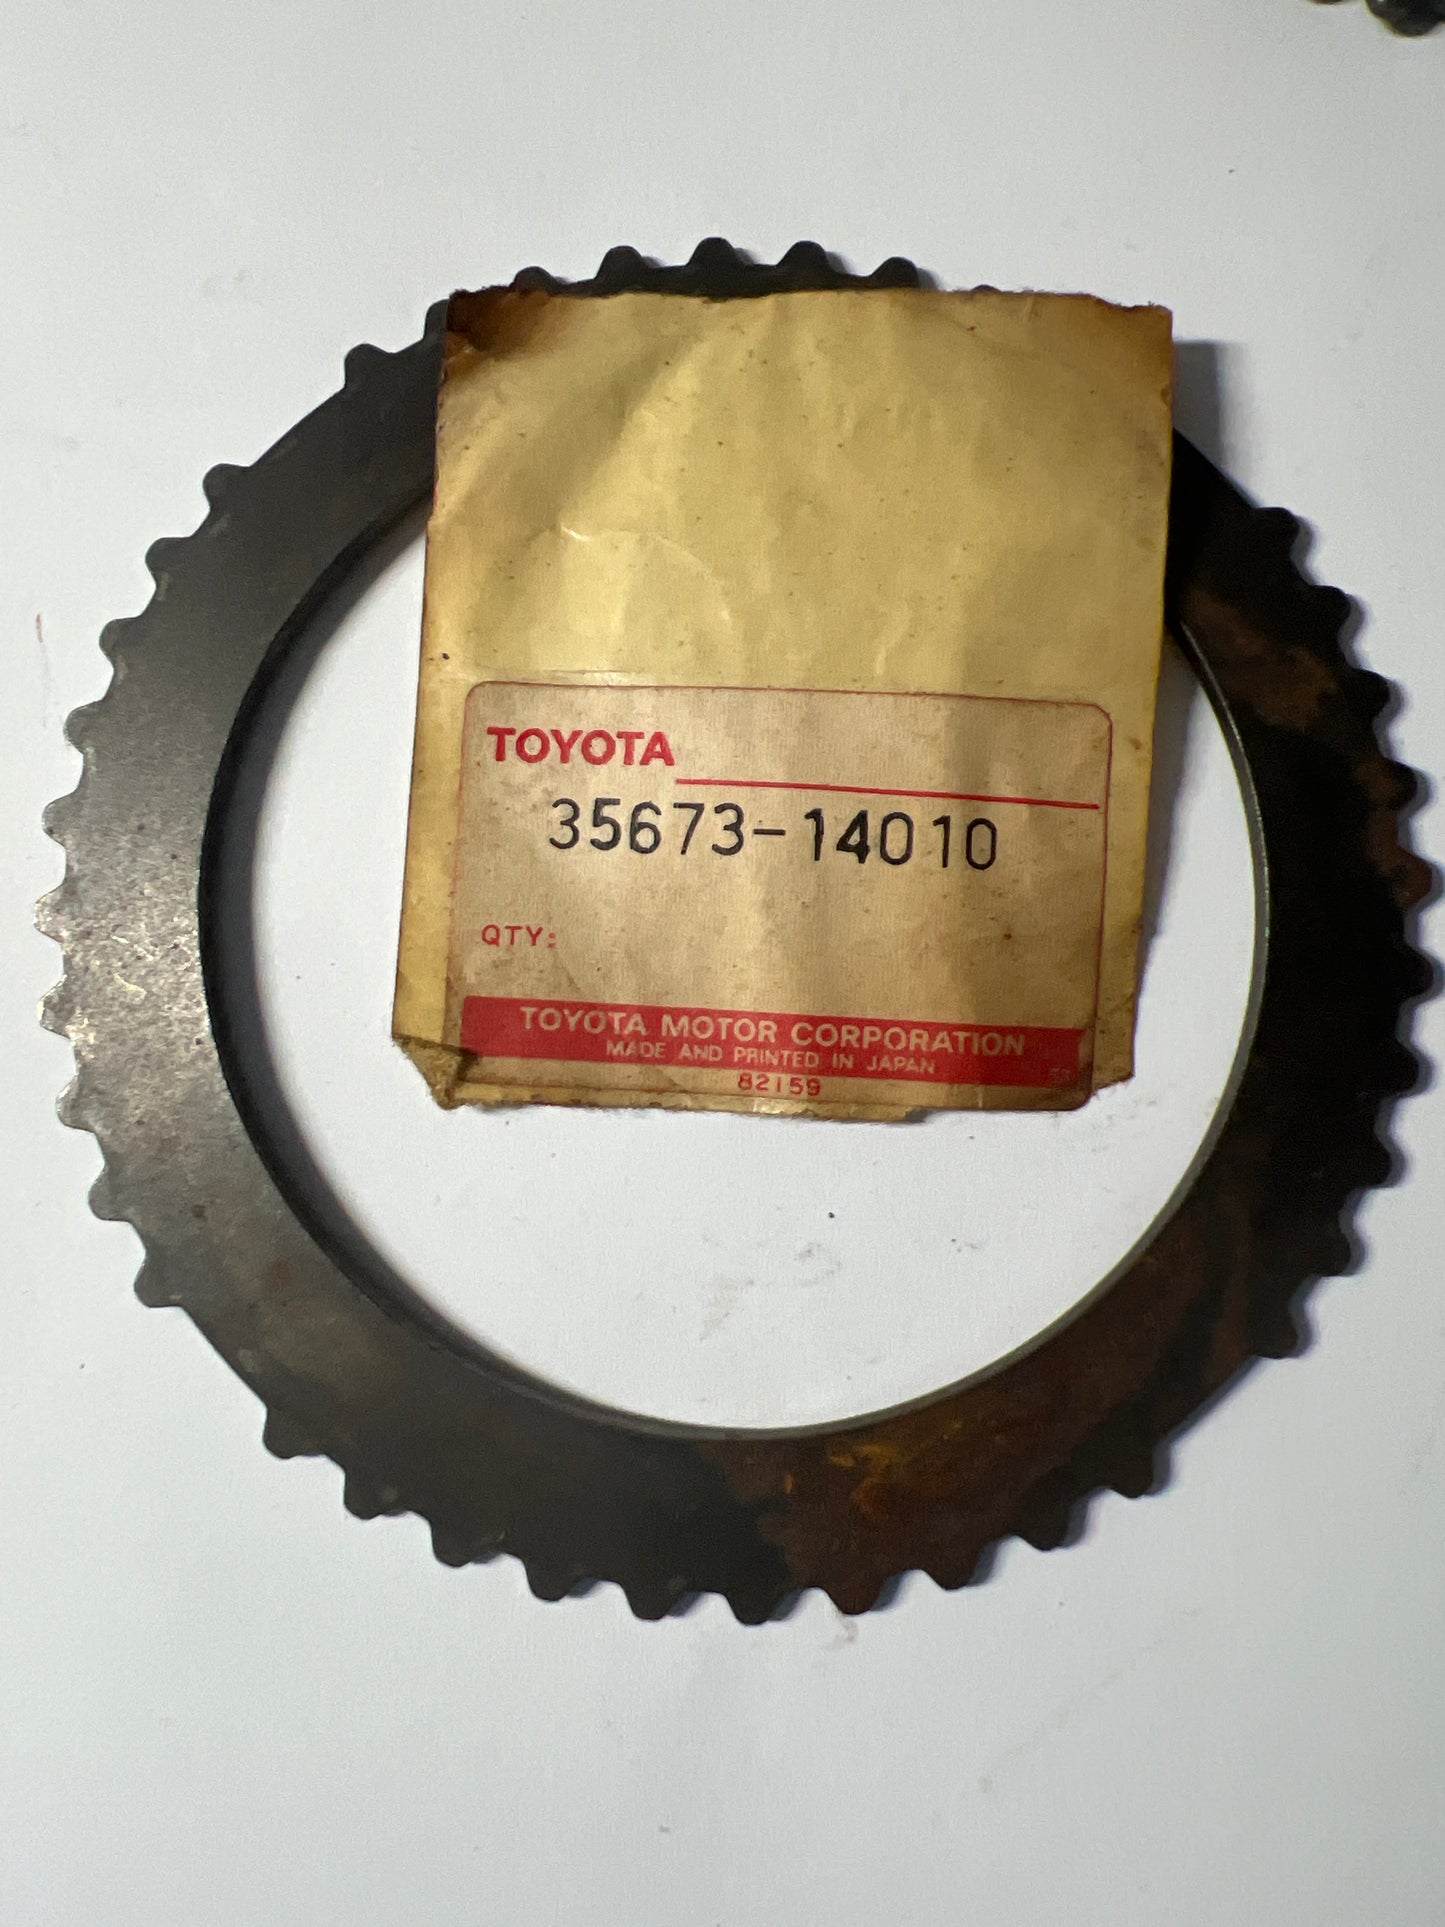 TOYOTA
35673-14010
QTY:
TOYOTA MOTOR CORPORATION
MADE AND PRINTED IN JAPAN
82159